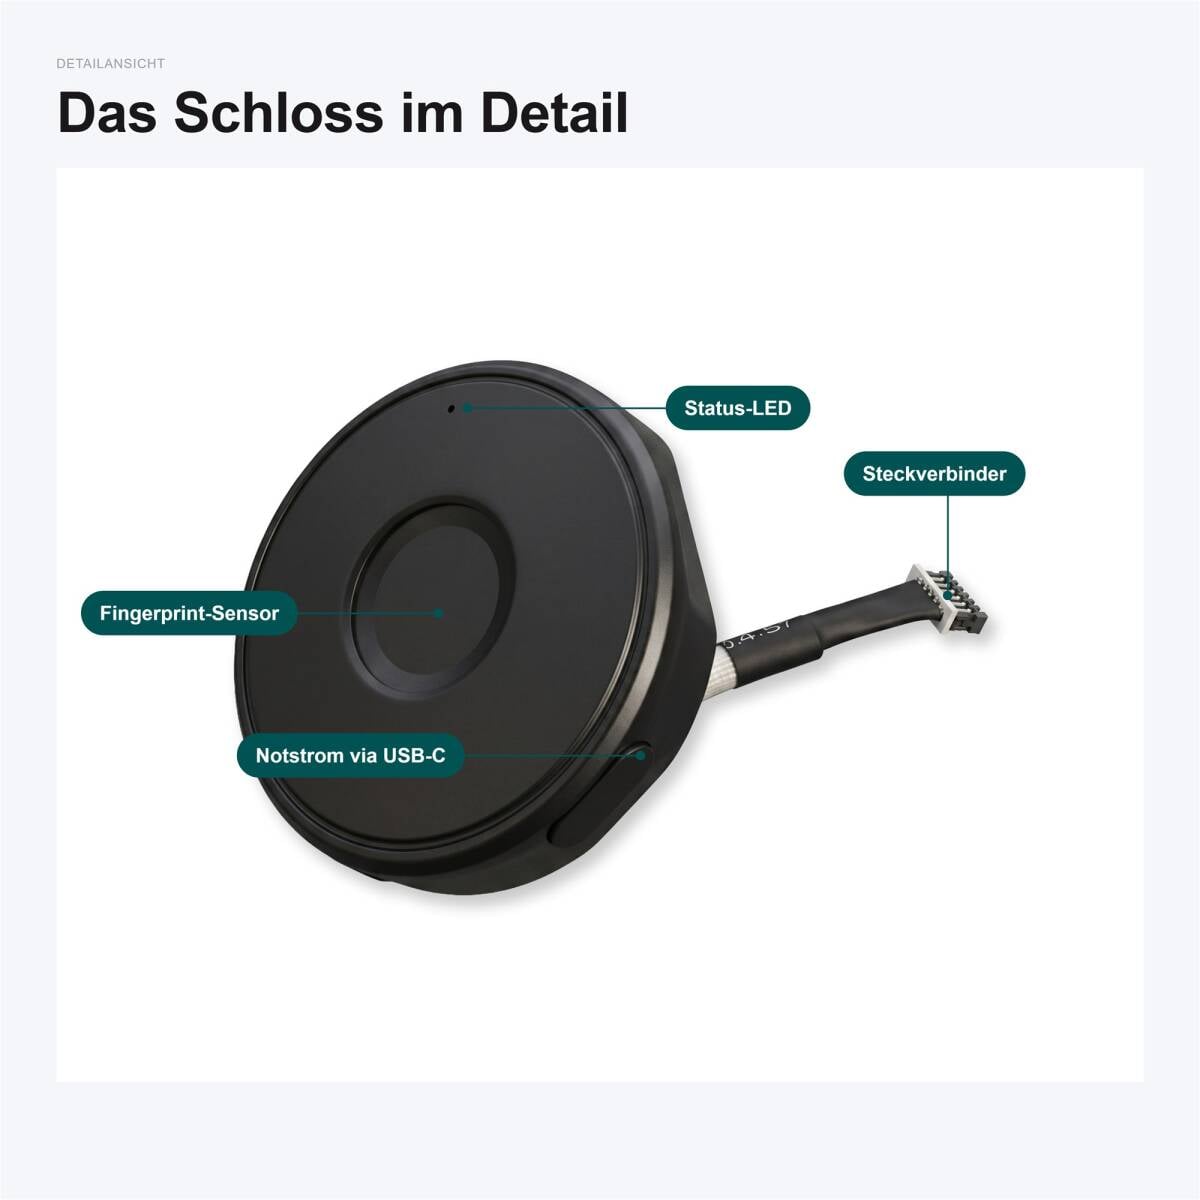 DETAILANSICHT
Das Schloss im Detail
Status-LED
Steckverbinder
Fingerprint-Sensor
Notstrom via USB-C